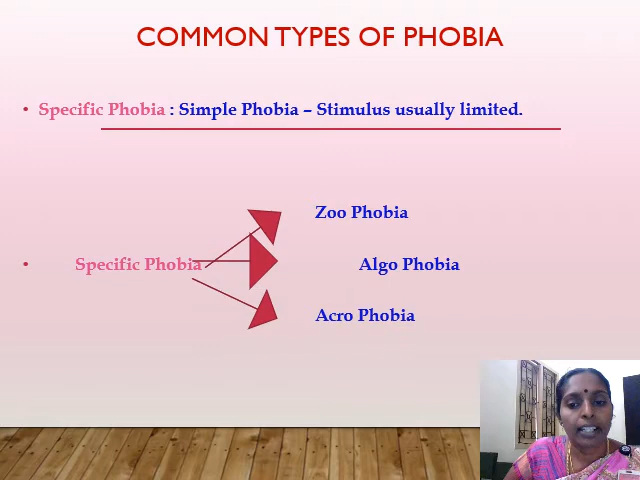 COMMON TYPES OF PHOBIA
• Specific Phobia : Simple Phobia – Stimulus usually limited.
Zoo Phobia
• Specific Phobia Algo Phobia
Acro Phobia